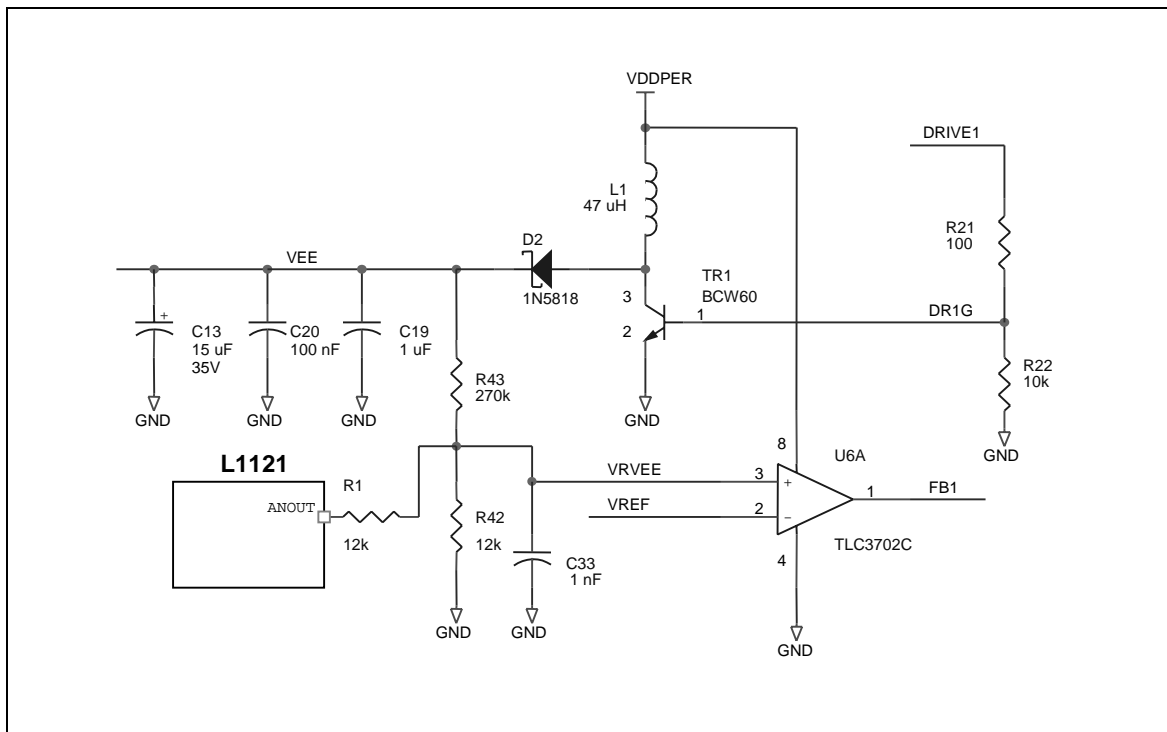 VDDPER
DRIVE1
L1
47 uH
R21
100
D2
VEE
1N5818
TR1
BCW60
3
2
1
DR1G
C13
15 uF
35V
+
C20
100 nF
C19
1 uF
R43
270k
R22
10k
GND
GND
GND
GND
GND
L1121
ANOUT
R1
12k
R42
12k
C33
1 nF
VRVEE
VREF
8
3
2
+
−
1
4
U6A
FB1
TLC3702C
GND
GND
GND